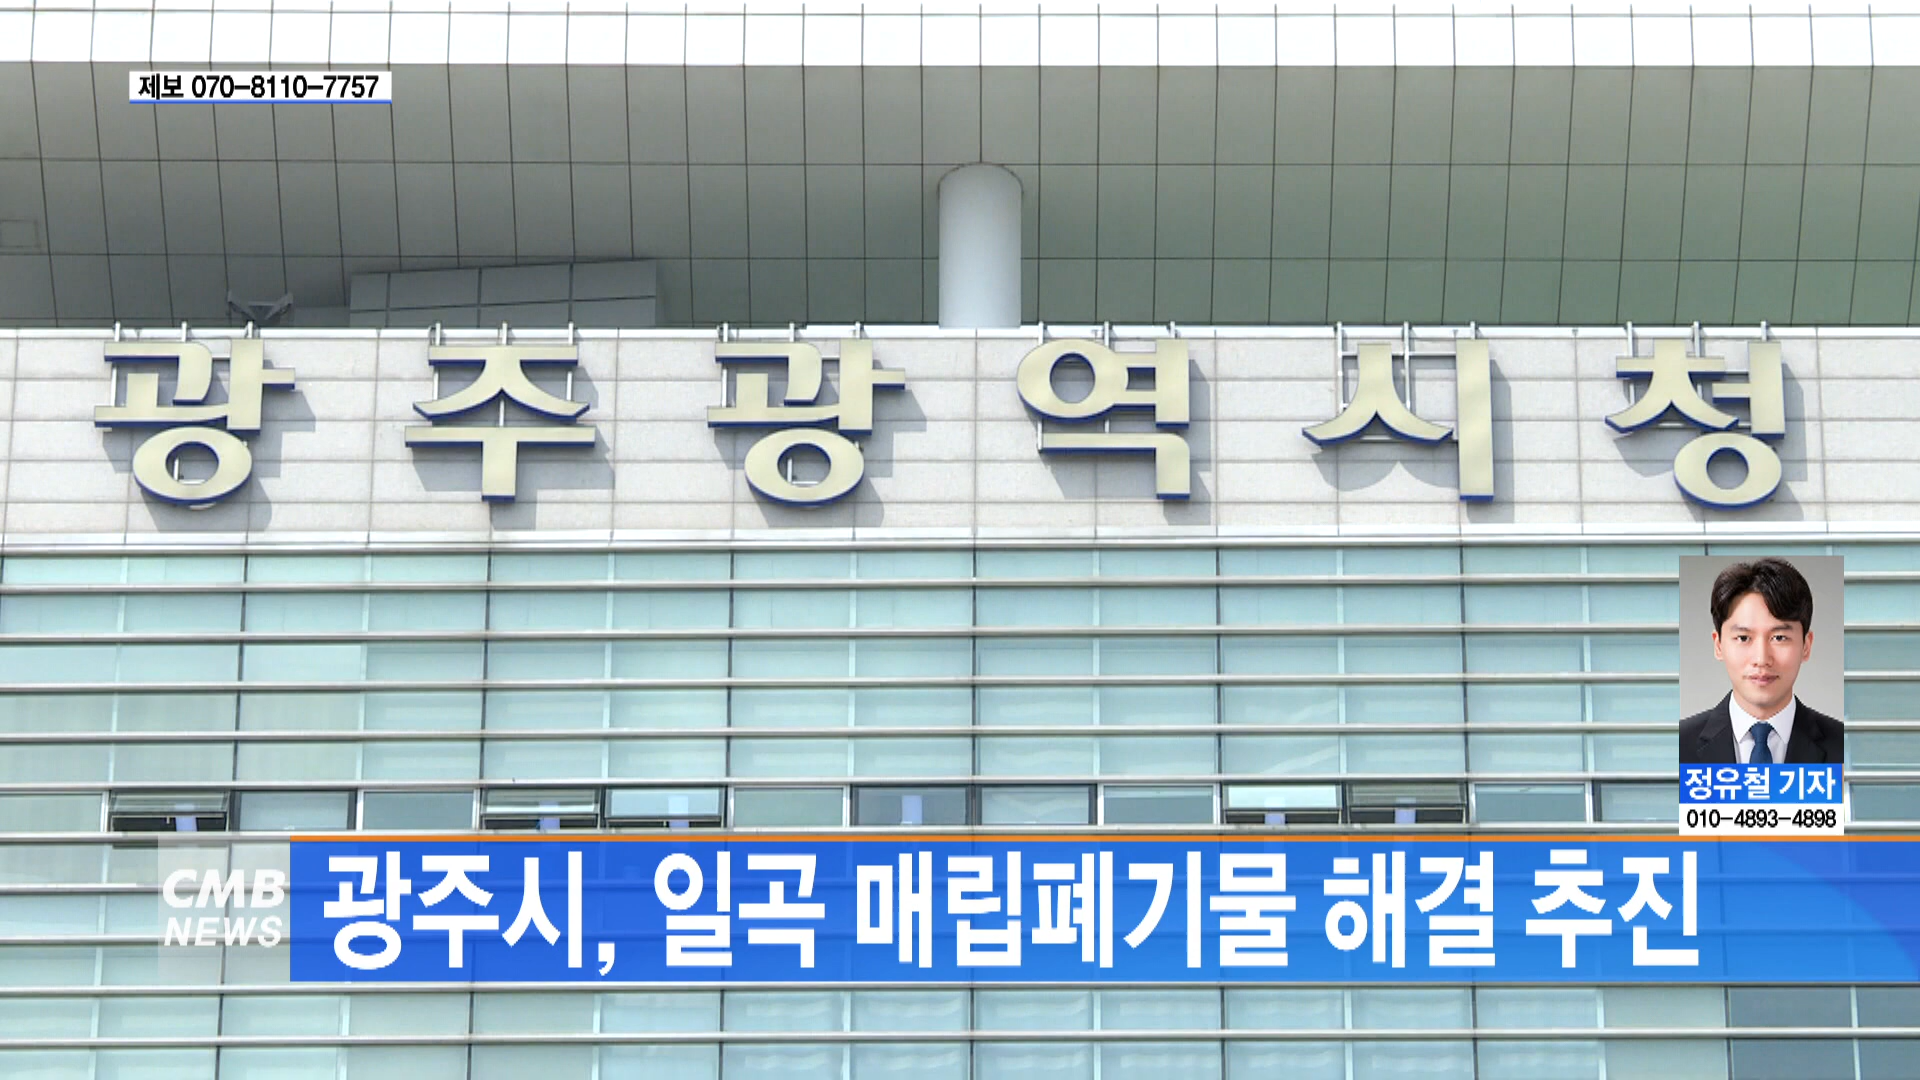 제보 070-8110-7757
광주광역시청
정유철 기자
010-4893-4898
CMB
NEWS
광주시, 일곡 매립폐기물 해결 추진